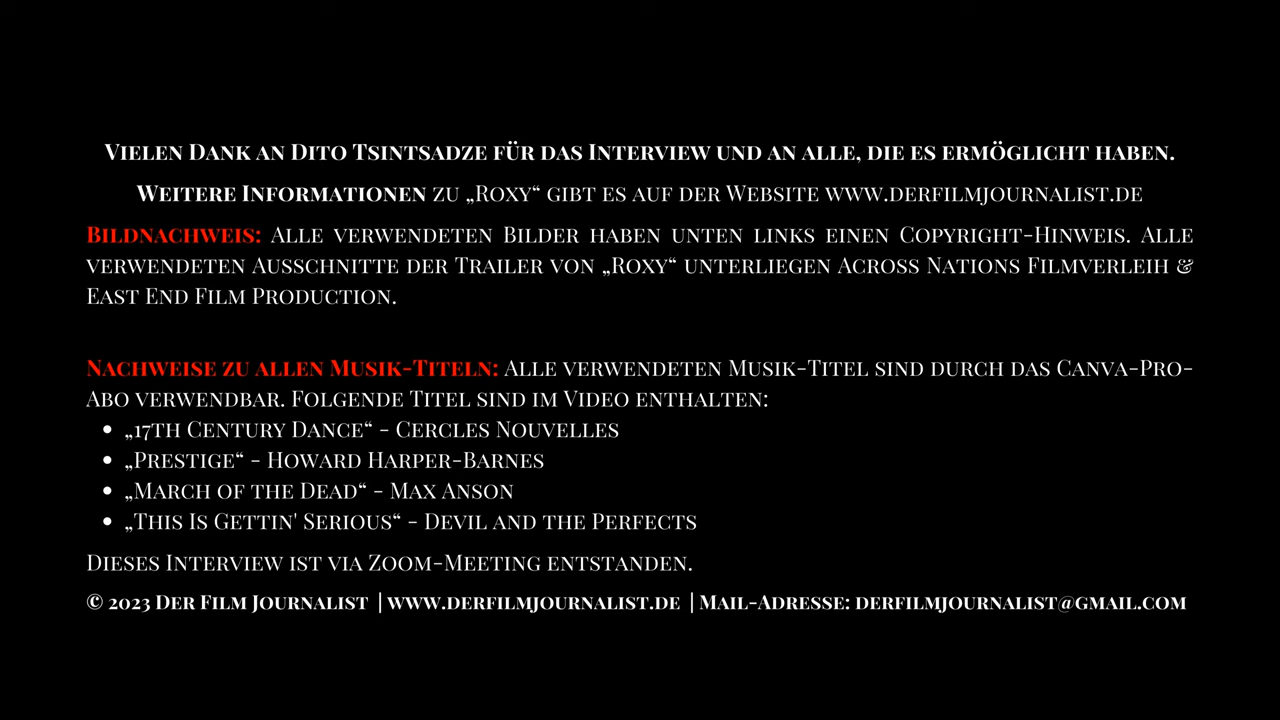 Vielen Dank an Dito Tsintsadze für das Interview und an alle, die es ermöglicht haben.
Weitere Informationen zu „Roxy“ gibt es auf der Website www.derfilmjournalist.de
Bildnachweis: Alle verwendeten Bilder haben unten links einen Copyright-Hinweis. Alle
verwendeten Ausschnitte der Trailer von „Roxy“ unterliegen Across Nations Filmverleih &
East End Film Production.
Nachweise zu allen Musik-Titeln: Alle verwendeten Musik-Titel sind durch das Canva-Pro-
Abo verwendbar. Folgende Titel sind im Video enthalten:
• „17th Century Dance“ - Cercles Nouvelles
• „Prestige“ - Howard Harper-Barnes
• „March of the Dead“ - Max Anson
• „This Is Gettin' Serious“ - Devil and the Perfects
Dieses Interview ist via Zoom-Meeting entstanden.
© 2023 Der Film Journalist | www.derfilmjournalist.de | Mail-Adresse: derfilmjournalist@gmail.com